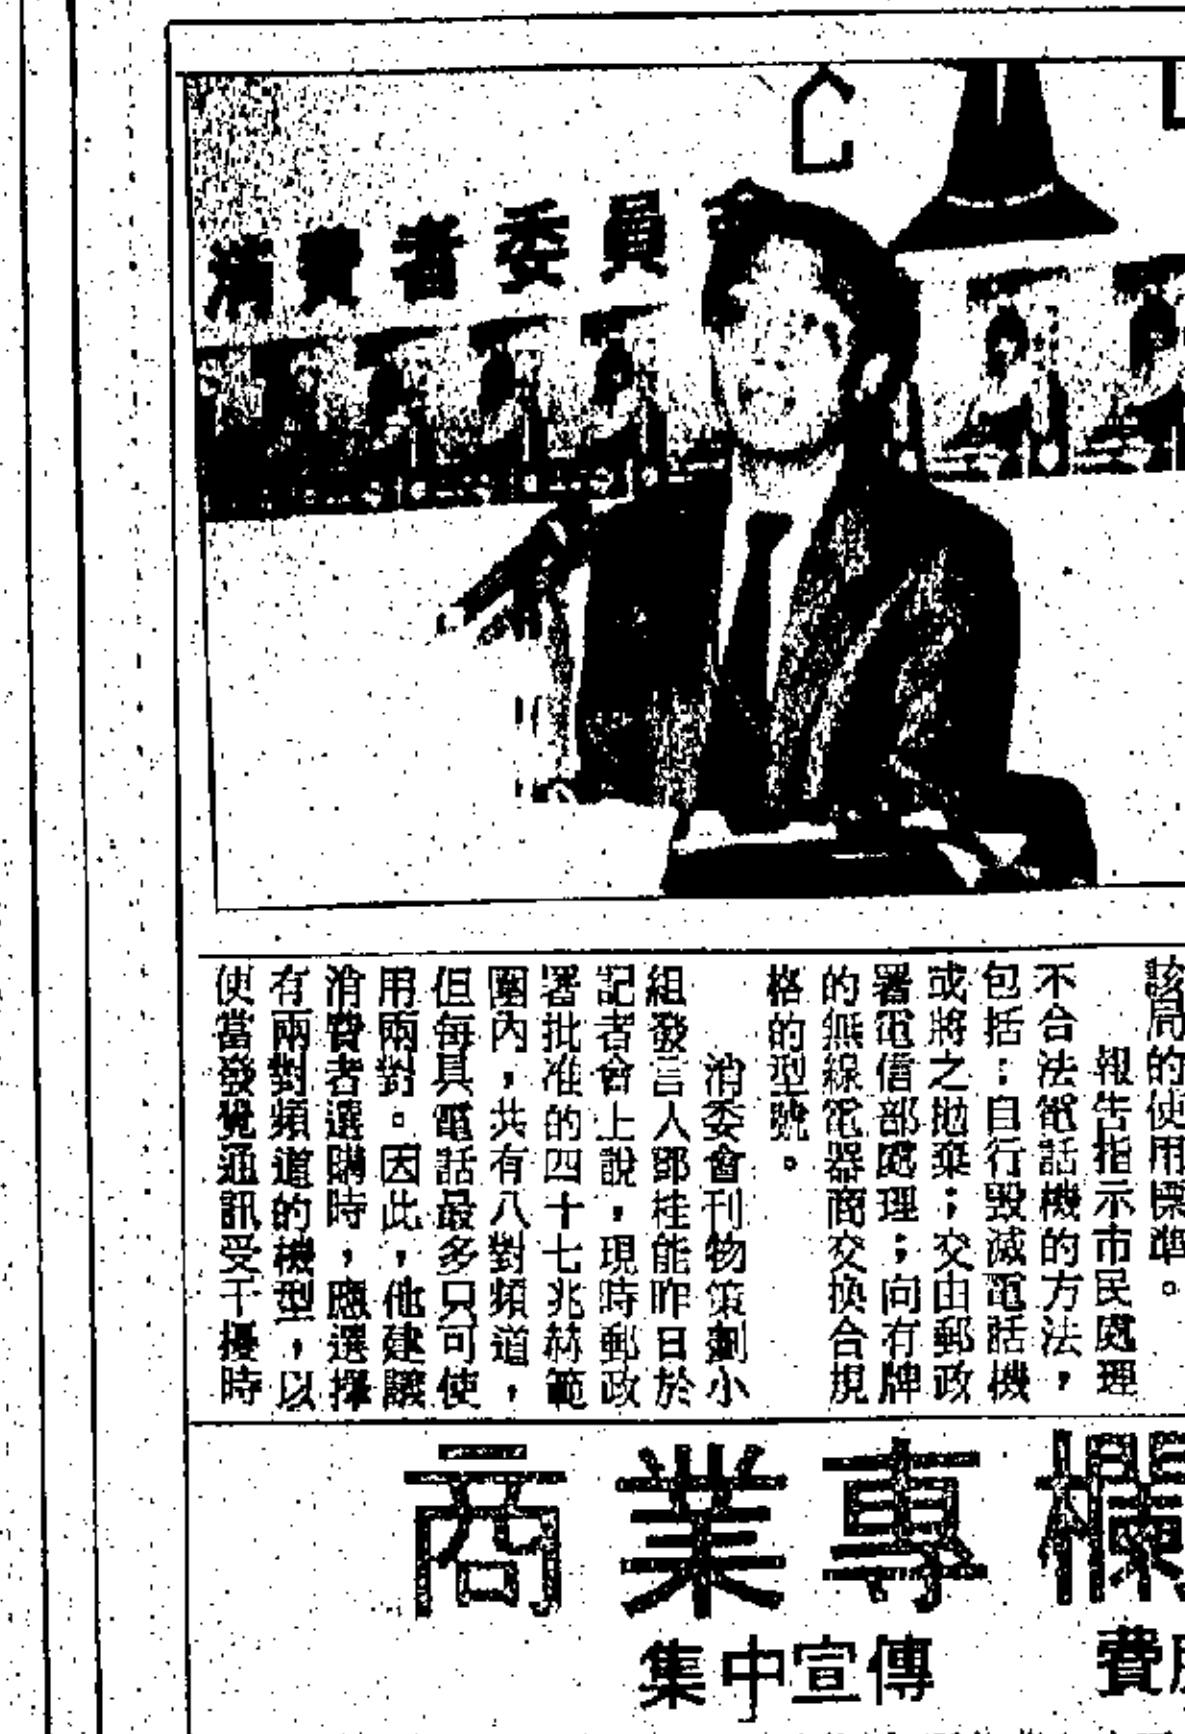 消費者委員
該局的使用標準。
報告指示市民處理
不合法電話機的方法，
包括：自行毀滅電話機
或將之拋棄；交由郵政
署電信部處理；向有牌
的無線電器商交換合規
格的型號。
消委會刊物策劃小
組發言人鄧桂能昨日於
記者會上說，現時郵政
署批准的四十七兆赫範
圍內，共有八對頻道，
但每具電話最多只可使
用兩對。因此，他建議
消費者選購時，應選擇
有兩對頻道的機型，以
使當發覺通訊受干擾時
商業專欄
集中宣傳
費